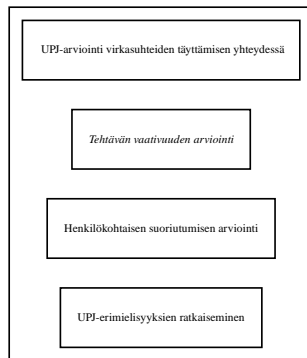 UPJ-arviointi virkasuhteiden täyttämisen yhteydessä
Tehtävän vaativuuden arviointi
Henkilökohtaisen suoriutumisen arviointi
UPJ-erimielisyyksien ratkaiseminen